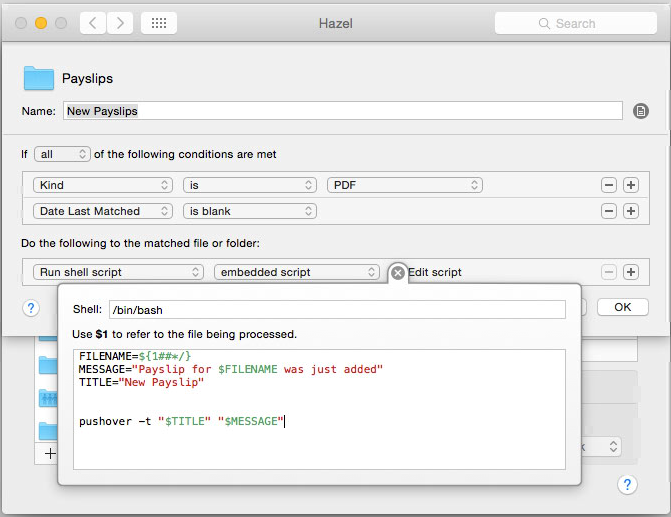 Hazel
Search
Payslips
Name: New Payslips
If all of the following conditions are met
Kind is PDF
Date Last Matched is blank
Do the following to the matched file or folder:
Run shell script embedded script Edit script
? OK
Shell: /bin/bash
Use $1 to refer to the file being processed.
FILENAME=${1##*/}
MESSAGE="Payslip for $FILENAME was just added"
TITLE="New Payslip"
pushover -t "$TITLE" "$MESSAGE"
?